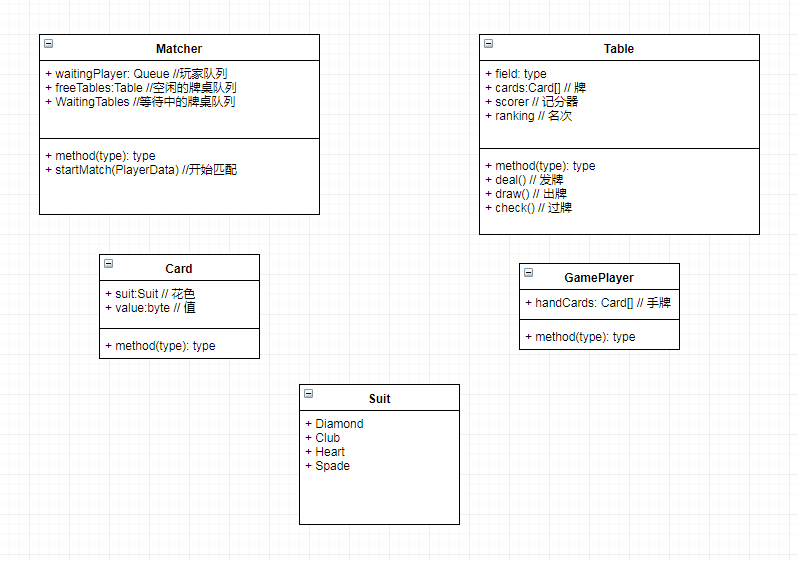 Matcher
+ waitingPlayer: Queue //玩家队列
+ freeTables:Table //空闲的牌桌队列
+ WaitingTables //等待中的牌桌队列
+ method(type): type
+ startMatch(PlayerData) //开始匹配
Table
+ field: type
+ cards:Card[] // 牌
+ scorer // 记分器
+ ranking // 名次
+ method(type): type
+ deal() // 发牌
+ draw() // 出牌
+ check() // 过牌
Card
+ suit:Suit // 花色
+ value:byte // 值
+ method(type): type
GamePlayer
+ handCards: Card[] // 手牌
+ method(type): type
Suit
+ Diamond
+ Club
+ Heart
+ Spade